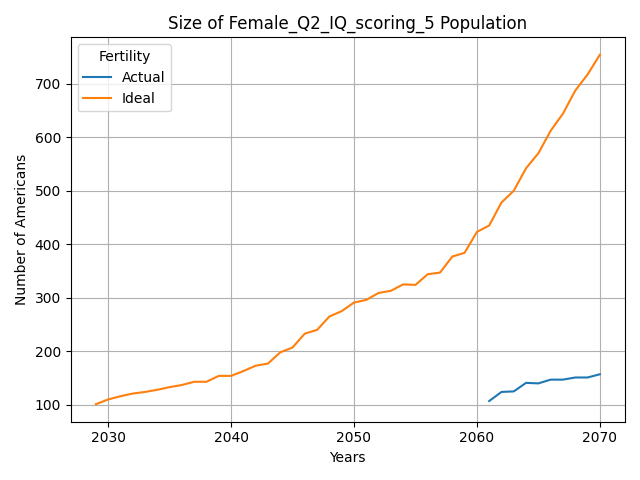 Size of Female_Q2_IQ_scoring_5 Population
Fertility
Actual
Ideal
Number of Americans
700
600
500
400
300
200
100
2030 2040 2050 2060 2070
Years